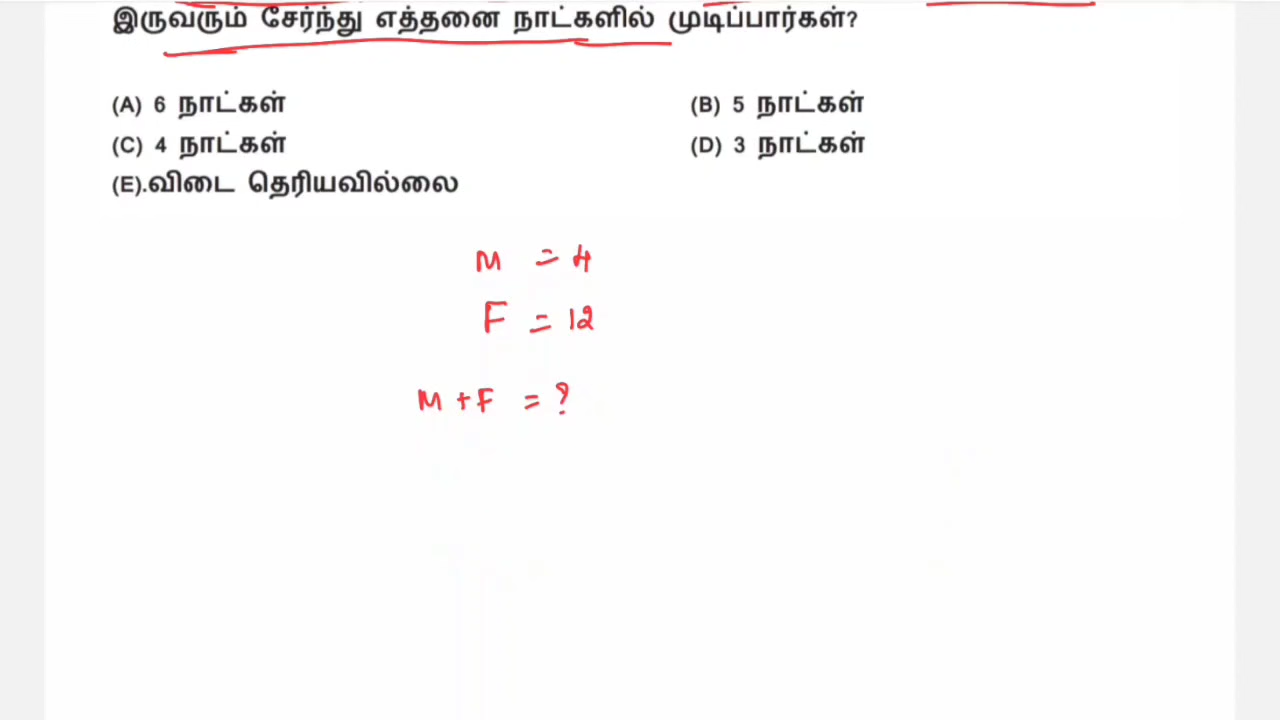 இருவரும் சேர்ந்து எத்தனை நாட்களில் முடிப்பார்கள்?
(A) 6 நாட்கள் (B) 5 நாட்கள்
(C) 4 நாட்கள் (D) 3 நாட்கள்
(E).விடை தெரியவில்லை
M = 4
F = 12
M + F = ?